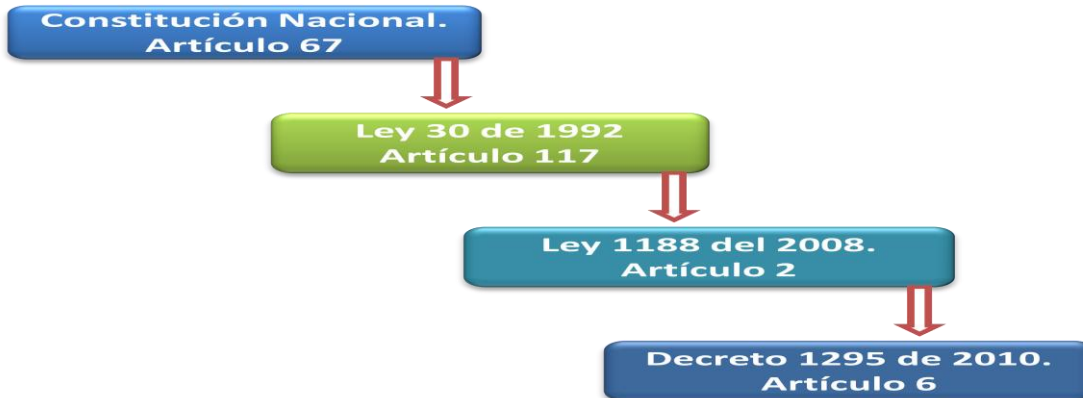 Constitución Nacional.
Artículo 67
Ley 30 de 1992
Artículo 117
Ley 1188 del 2008.
Artículo 2
Decreto 1295 de 2010.
Artículo 6